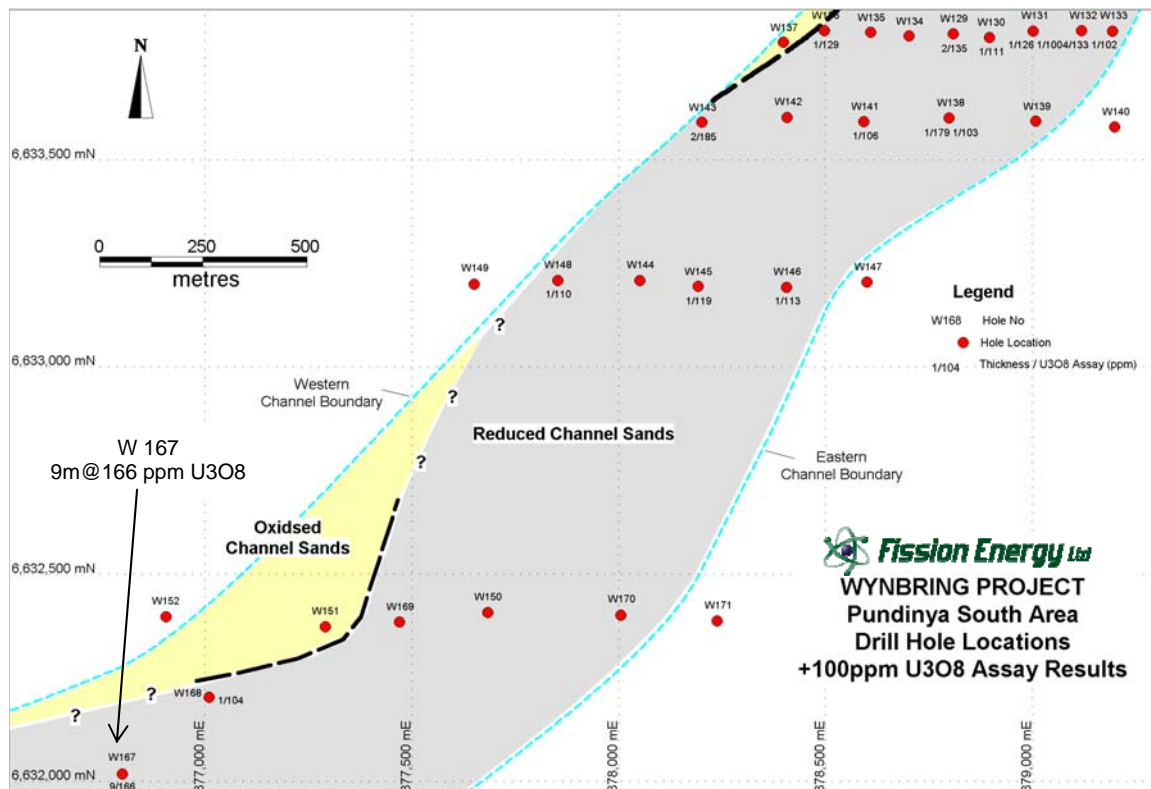 W137
W136
W135
W134
W129
W130
W131
W132
W133
1/129
2/135
1/111
1/126 1/1004/133 1/102
N
W143
W142
W141
W138
W139
W140
2/185
1/106
1/179 1/103
6,633,500 mN
0 250 500
metres
W149
W148
W144
W145
W146
W147
1/110
1/119
1/113
Legend
W168 Hole No
Hole Location
1/104 Thickness / U3O8 Assay (ppm)
?
6,633,000 mN
Western
Channel Boundary
?
Reduced Channel Sands
W 167
9m@166 ppm U3O8
?
Eastern
Channel Boundary
Oxidsed
Channel Sands
Fission Energy Ltd
WYNBRING PROJECT
Pundinya South Area
Drill Hole Locations
+100ppm U3O8 Assay Results
6,632,500 mN
W152
W151
W169
W150
W170
W171
?
?
W168
1/104
W167
9/166
6,632,000 mN
377,000 mE
377,500 mE
378,000 mE
378,500 mE
379,000 mE